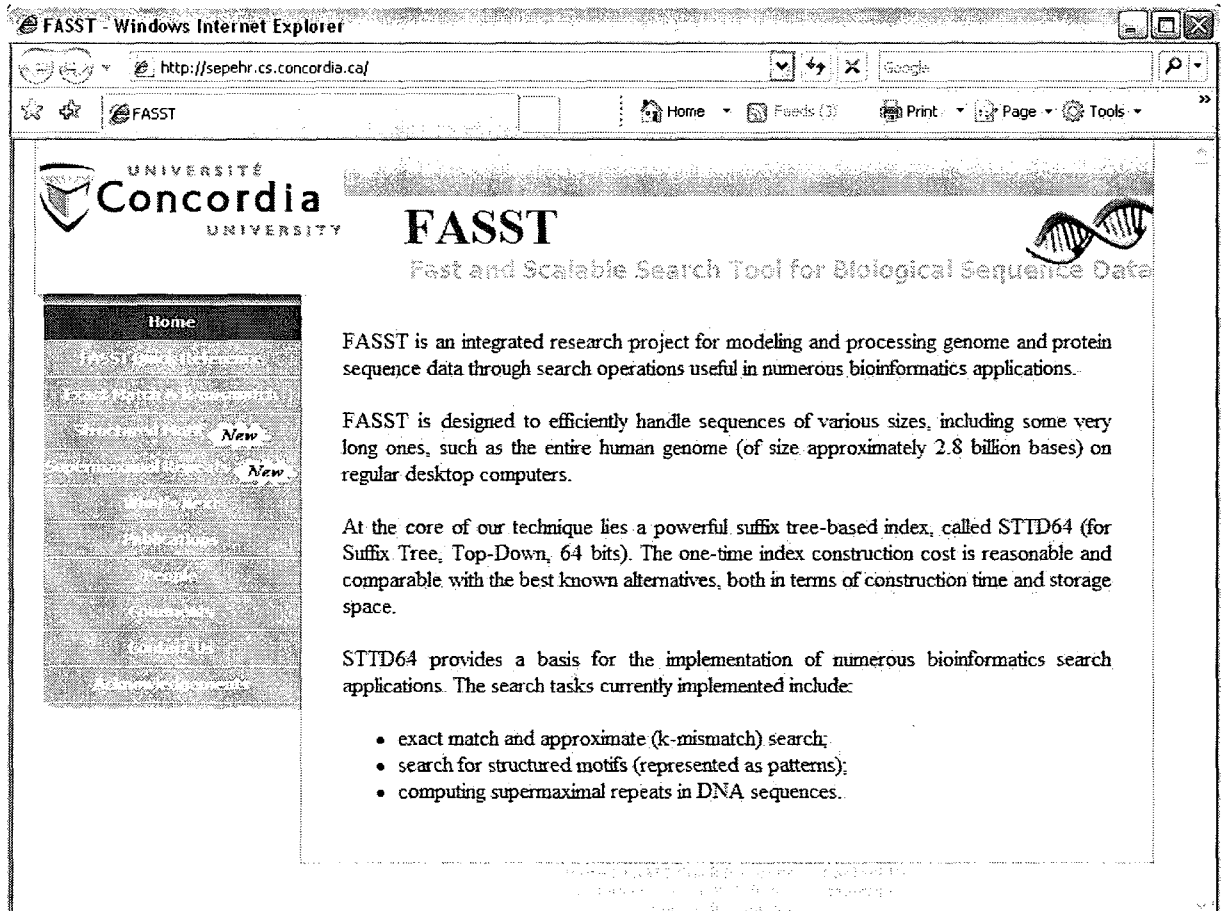 FASST - Windows Internet Explorer
http://sepehr.cs.concordia.ca/
Google
FASST
Home
Feeds (3)
Print
Page
Tools
»
UNIVERSITÉ
Concordia
UNIVERSITY
FASST
Fast and Scalable Search Tool for Biological Sequence Data
Home
New
New
Publications
People
Comments
Contact Us
Acknowledgements
FASST is an integrated research project for modeling and processing genome and protein
sequence data through search operations useful in numerous bioinformatics applications.
FASST is designed to efficiently handle sequences of various sizes, including some very
long ones, such as the entire human genome (of size approximately 2.8 billion bases) on
regular desktop computers.
At the core of our technique lies a powerful suffix tree-based index, called STTD64 (for
Suffix Tree, Top-Down, 64 bits). The one-time index construction cost is reasonable and
comparable with the best known alternatives, both in terms of construction time and storage
space.
STTD64 provides a basis for the implementation of numerous bioinformatics search
applications. The search tasks currently implemented include:
• exact match and approximate (k-mismatch) search;
• search for structured motifs (represented as patterns);
• computing supermaximal repeats in DNA sequences.